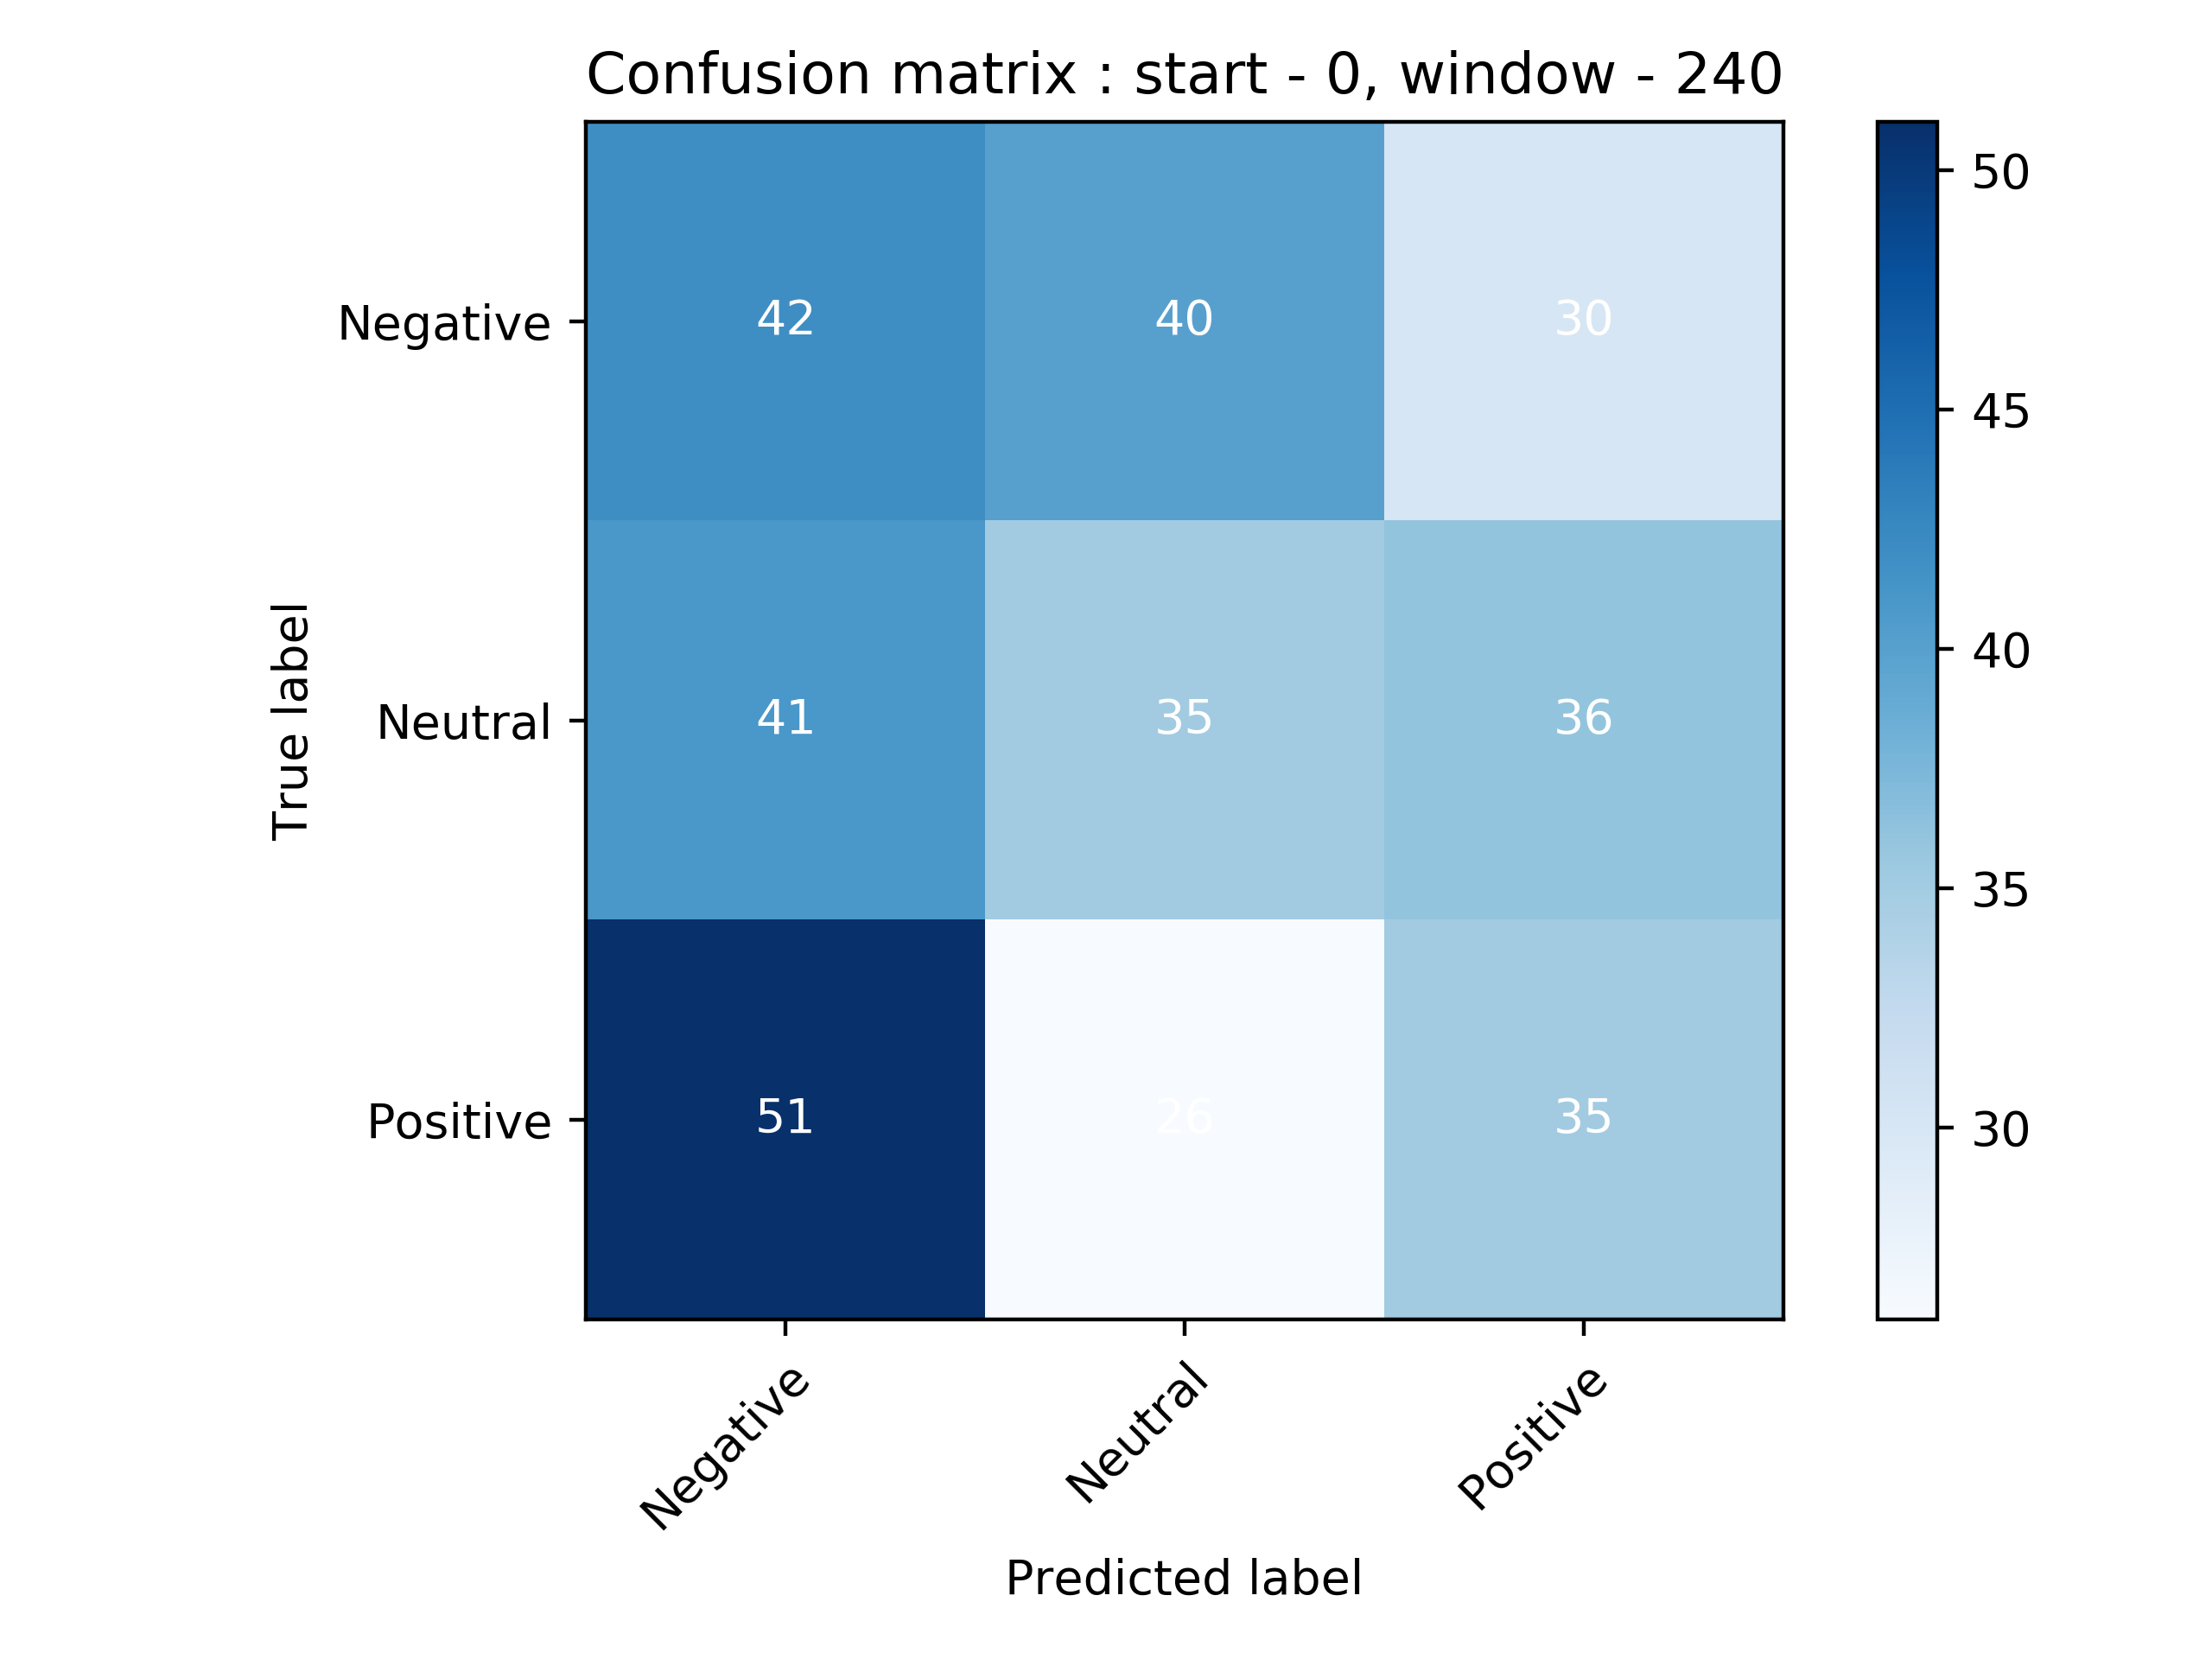 Confusion matrix : start - 0, window - 240
Negative
42
40
30
Neutral
41
35
36
Positive
51
26
35
True label
Negative
Neutral
Positive
Predicted label
50
45
40
35
30